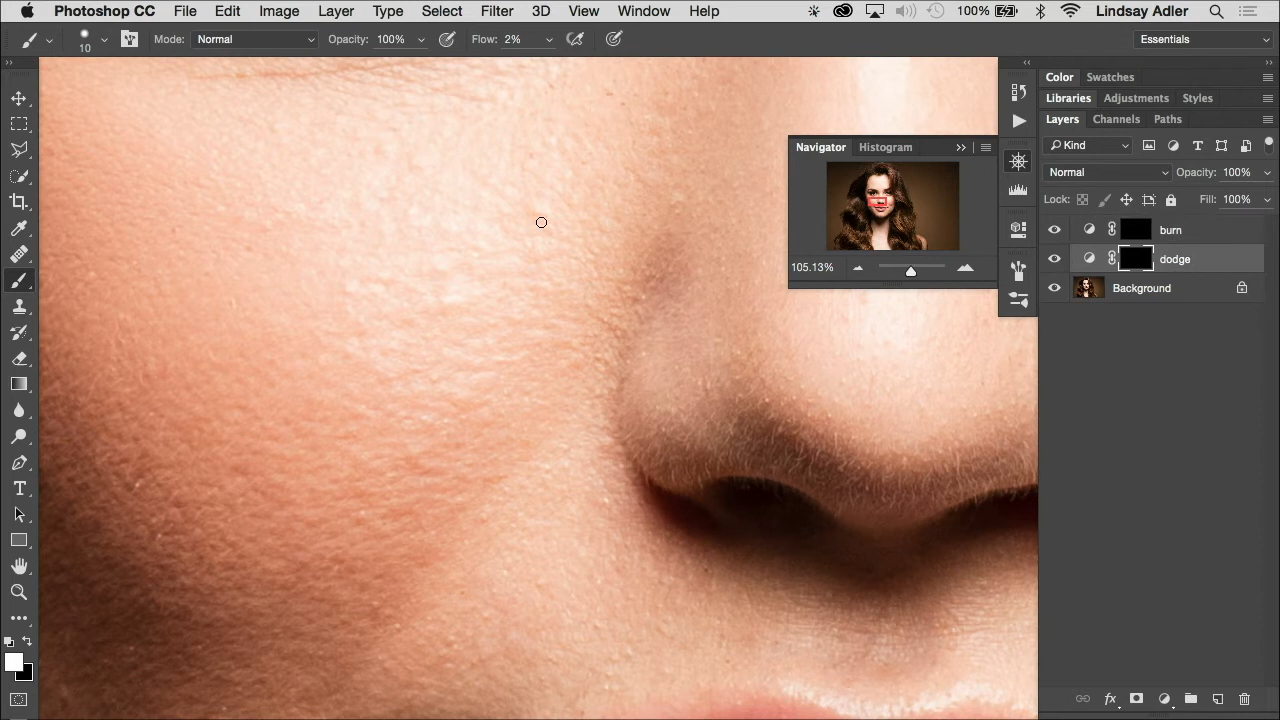 Photoshop CC File Edit Image Layer Type Select Filter 3D View Window Help 100% Lindsay Adler
10 Mode: Normal Opacity: 100% Flow: 2% Essentials
Color Swatches
Libraries Adjustments Styles
Layers Channels Paths
Kind
Navigator Histogram
Normal Opacity: 100%
Lock: Fill: 100%
burn
dodge
105.13%
Background
fx